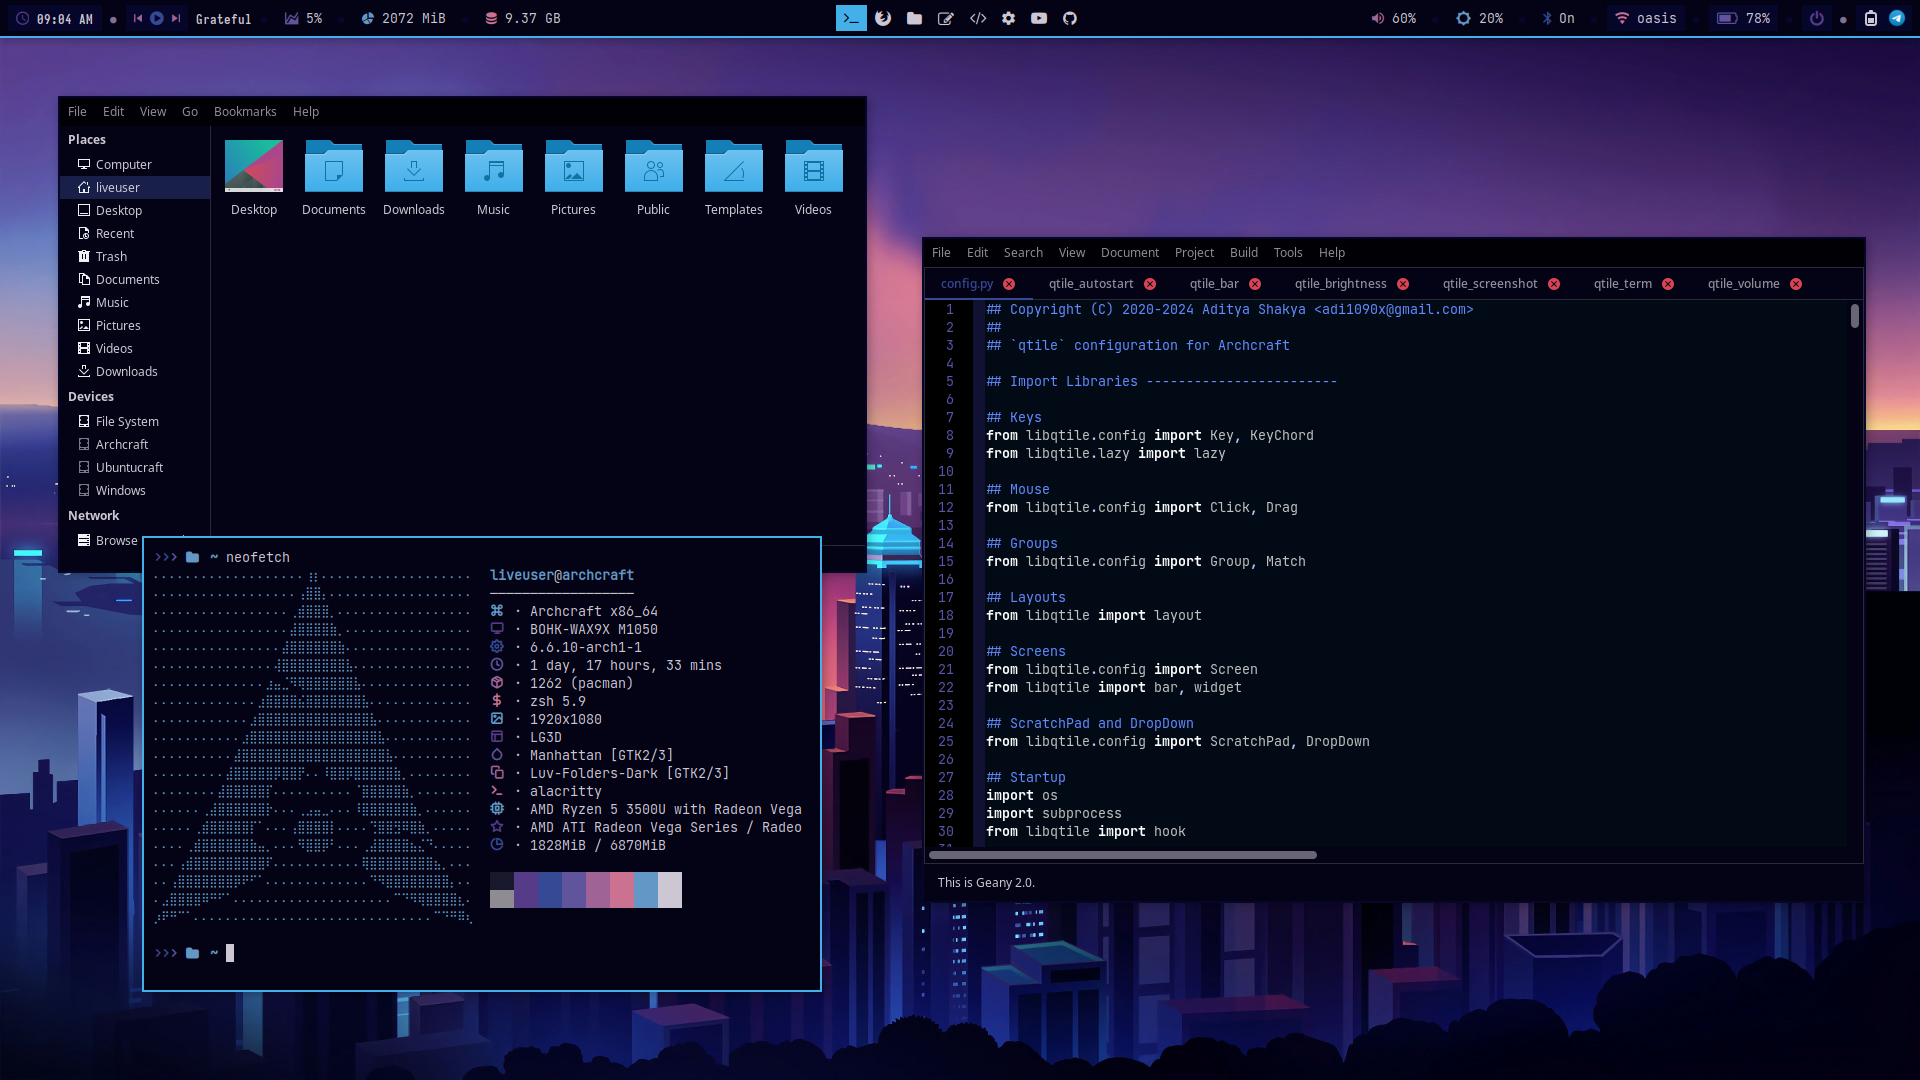 09:04 AM
Grateful
5%
2072 MiB
9.37 GB
60%
20%
On
oasis
78%
File Edit View Go Bookmarks Help
Places
Computer
liveuser
Desktop
Recent
Trash
Documents
Music
Pictures
Videos
Downloads
Devices
File System
Archcraft
Ubuntucraft
Windows
Network
Browse
Desktop Documents Downloads Music Pictures Public Templates Videos
>>> ~ neofetch
liveuser@archcraft
· Archcraft x86_64
· BOHK-WAX9X M1050
· 6.6.10-arch1-1
· 1 day, 17 hours, 33 mins
· 1262 (pacman)
· zsh 5.9
· 1920x1080
· LG3D
· Manhattan [GTK2/3]
· Luv-Folders-Dark [GTK2/3]
· alacritty
· AMD Ryzen 5 3500U with Radeon Vega
· AMD ATI Radeon Vega Series / Radeo
· 1828MiB / 6870MiB
>>> ~
File Edit Search View Document Project Build Tools Help
config.py qtile_autostart qtile_bar qtile_brightness qtile_screenshot qtile_term qtile_volume
1 ## Copyright (C) 2020-2024 Aditya Shakya <adi1090x@gmail.com>
2 ##
3 ## `qtile` configuration for Archcraft
4
5 ## Import Libraries ------------------------
6
7 ## Keys
8 from libqtile.config import Key, KeyChord
9 from libqtile.lazy import lazy
10
11 ## Mouse
12 from libqtile.config import Click, Drag
13
14 ## Groups
15 from libqtile.config import Group, Match
16
17 ## Layouts
18 from libqtile import layout
19
20 ## Screens
21 from libqtile.config import Screen
22 from libqtile import bar, widget
23
24 ## ScratchPad and DropDown
25 from libqtile.config import ScratchPad, DropDown
26
27 ## Startup
28 import os
29 import subprocess
30 from libqtile import hook
This is Geany 2.0.